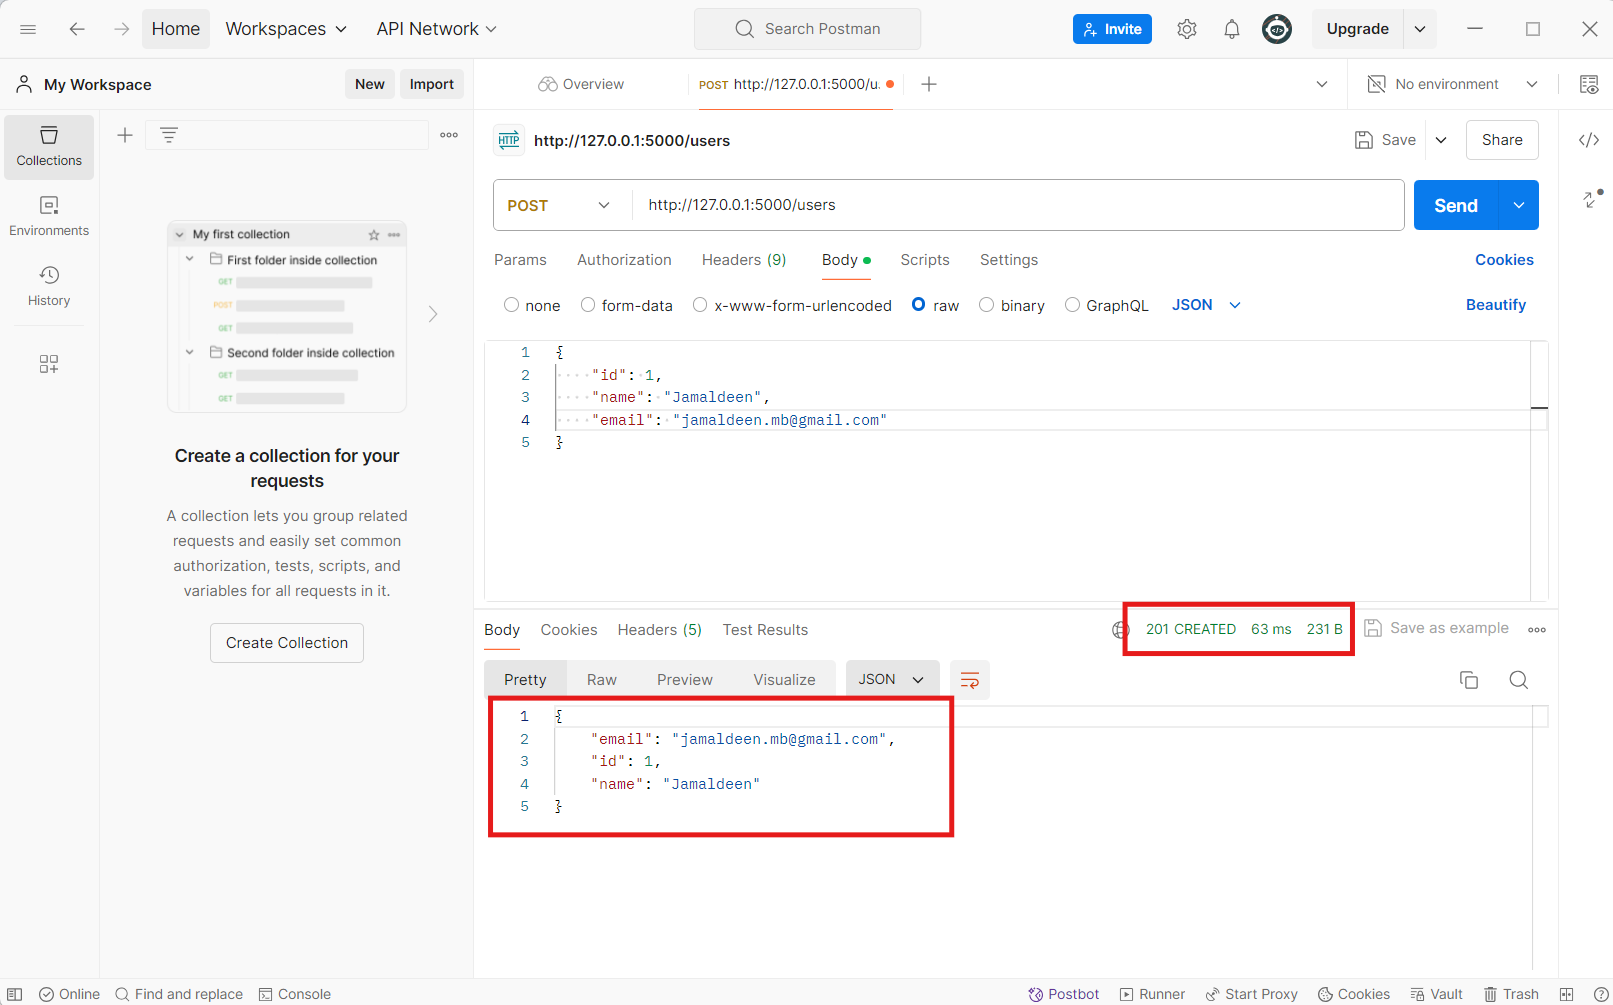 Home Workspaces API Network Search Postman Invite Upgrade
My Workspace New Import Overview POST http://127.0.0.1:5000/u. No environment
Collections
Environments
History
My first collection
First folder inside collection
GET
POST
GET
Second folder inside collection
GET
GET
Create a collection for your
requests
A collection lets you group related
requests and easily set common
authorization, tests, scripts, and
variables for all requests in it.
Create Collection
HTTP http://127.0.0.1:5000/users Save Share
POST http://127.0.0.1:5000/users Send
Params Authorization Headers (9) Body Scripts Settings Cookies
none form-data x-www-form-urlencoded raw binary GraphQL JSON Beautify
1 {
2 "id": 1,
3 "name": "Jamaldeen",
4 "email": "jamaldeen.mb@gmail.com"
5 }
Body Cookies Headers (5) Test Results 201 CREATED 63 ms 231 B Save as example
Pretty Raw Preview Visualize JSON
1 {
2 "email": "jamaldeen.mb@gmail.com",
3 "id": 1,
4 "name": "Jamaldeen"
5 }
Online Find and replace Console Postbot Runner Start Proxy Cookies Vault Trash